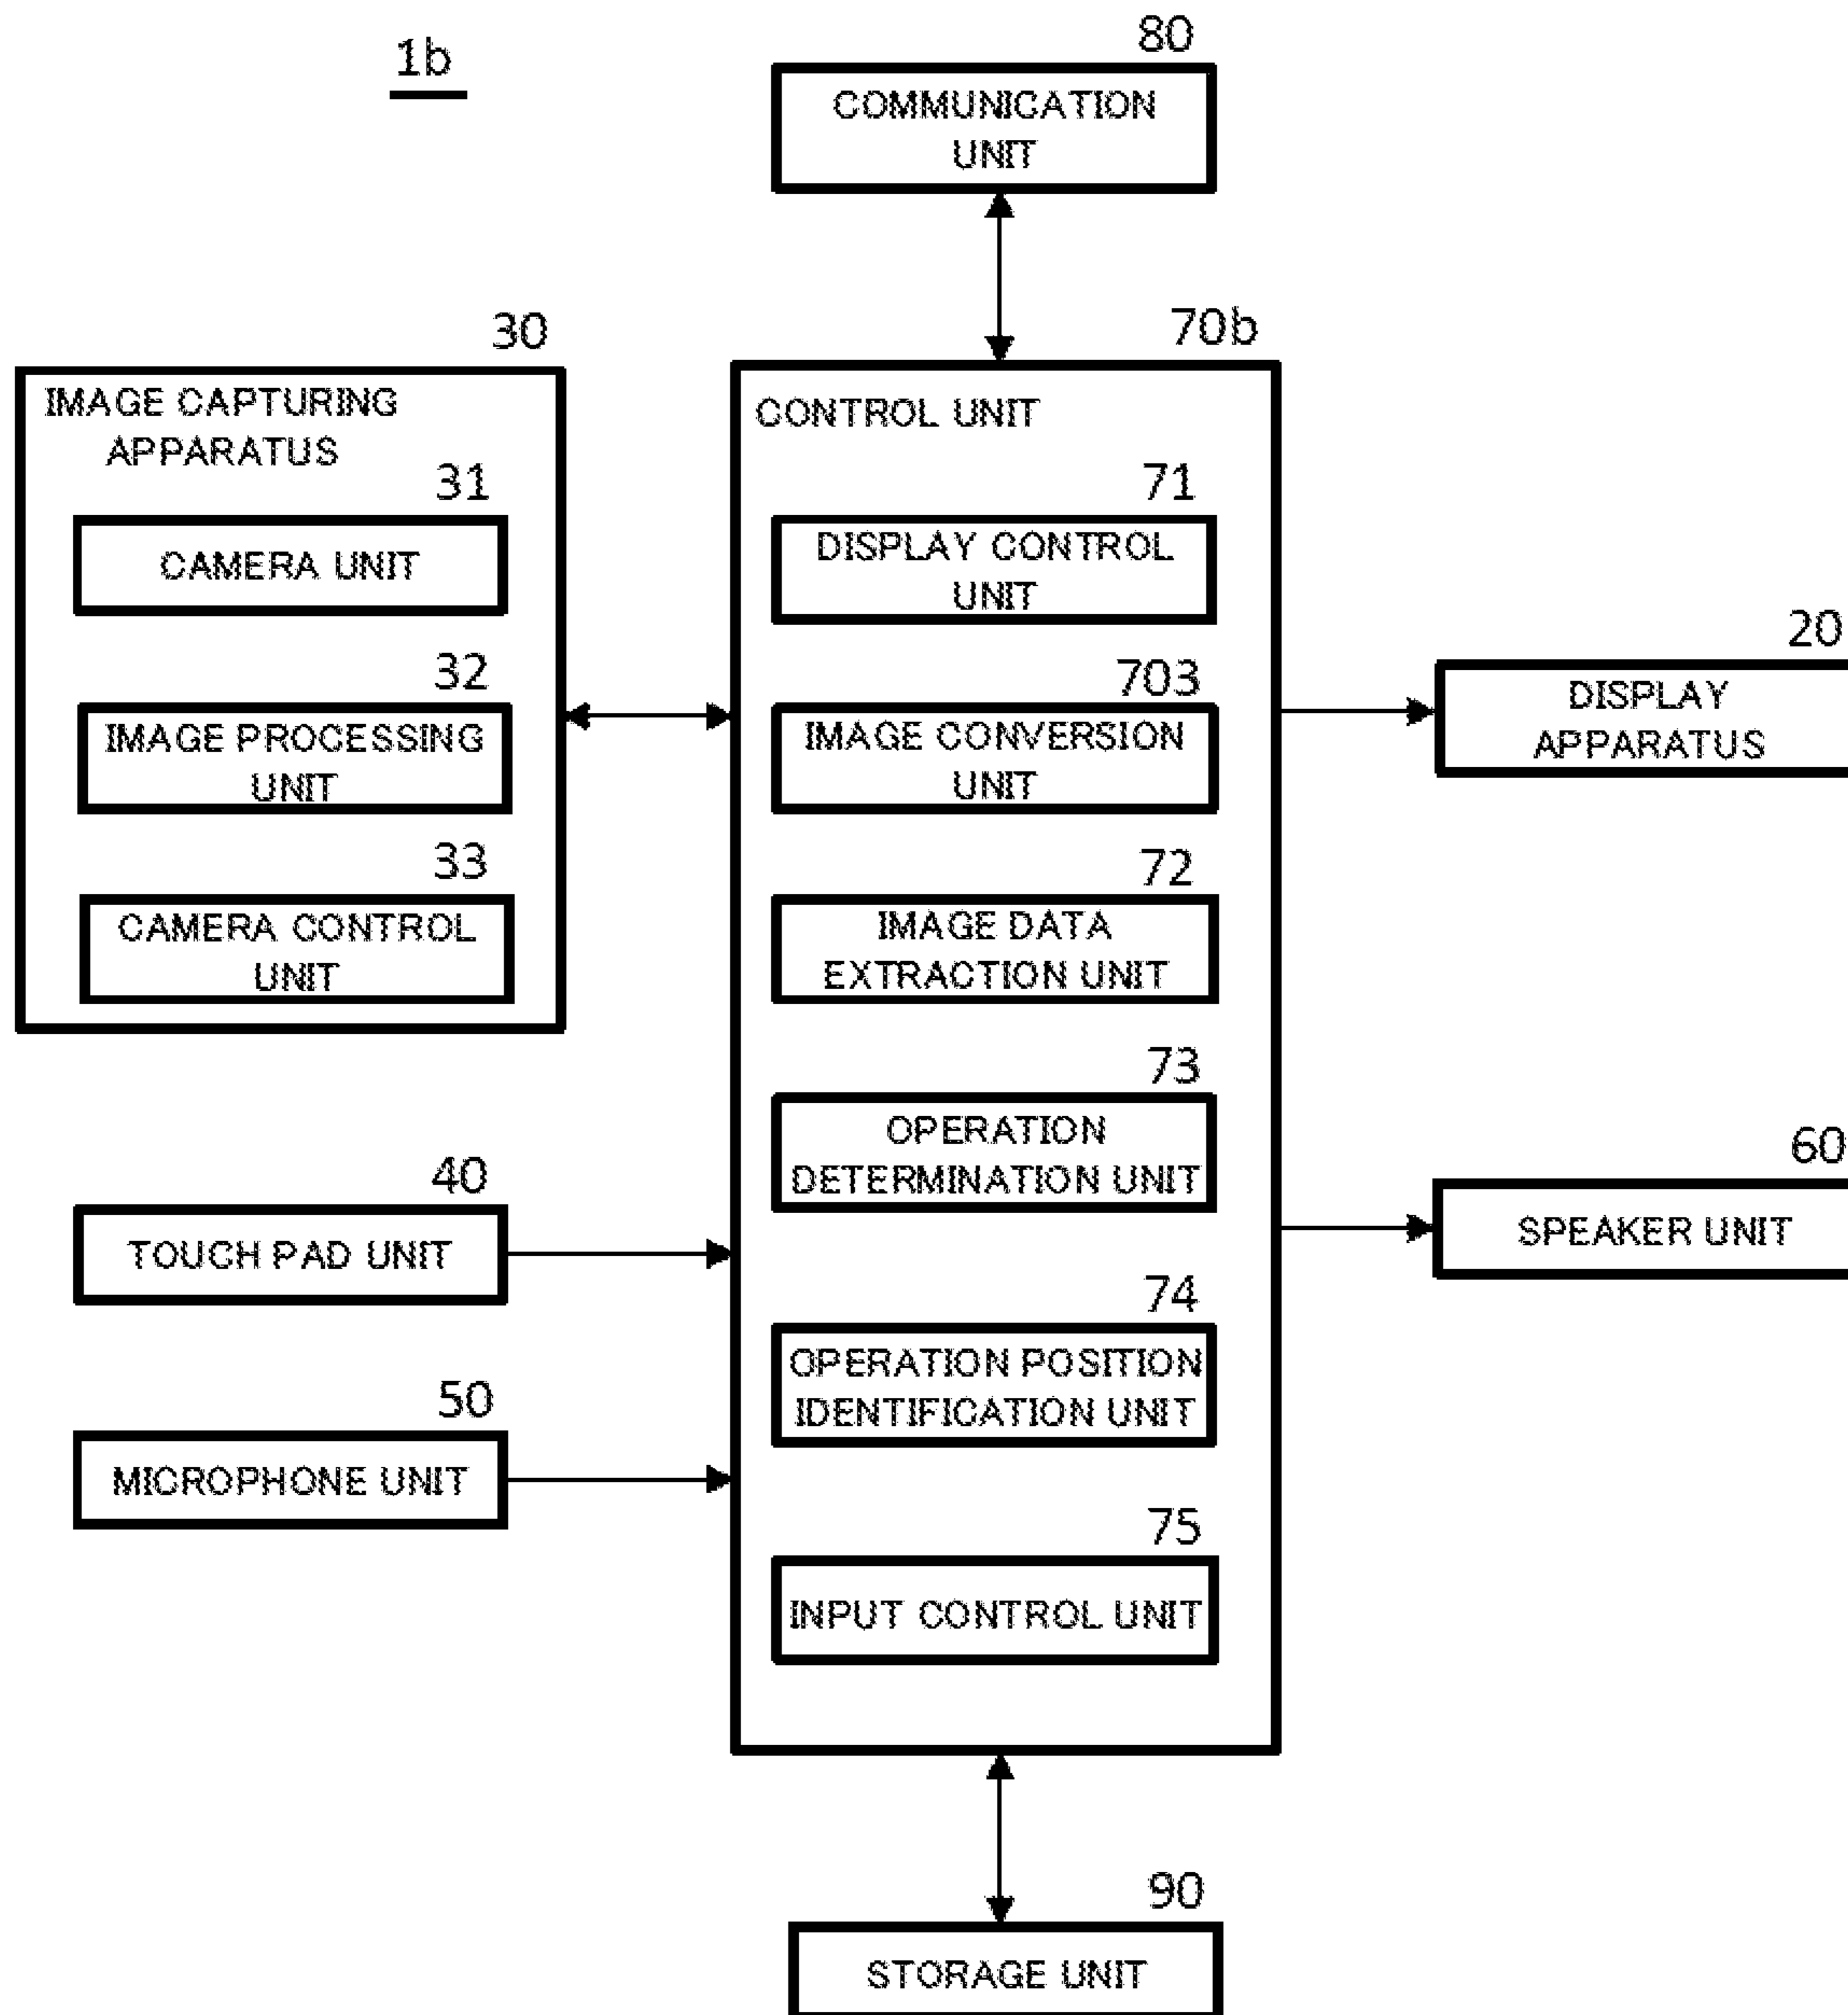 1b
80
COMMUNICATION
UNIT
30
IMAGE CAPTURING
APPARATUS
31
CAMERA UNIT
32
IMAGE PROCESSING
UNIT
33
CAMERA CONTROL
UNIT
40
TOUCH PAD UNIT
50
MICROPHONE UNIT
70b
CONTROL UNIT
71
DISPLAY CONTROL
UNIT
703
IMAGE CONVERSION
UNIT
72
IMAGE DATA
EXTRACTION UNIT
73
OPERATION
DETERMINATION UNIT
74
OPERATION POSITION
IDENTIFICATION UNIT
75
INPUT CONTROL UNIT
20
DISPLAY
APPARATUS
60
SPEAKER UNIT
90
STORAGE UNIT